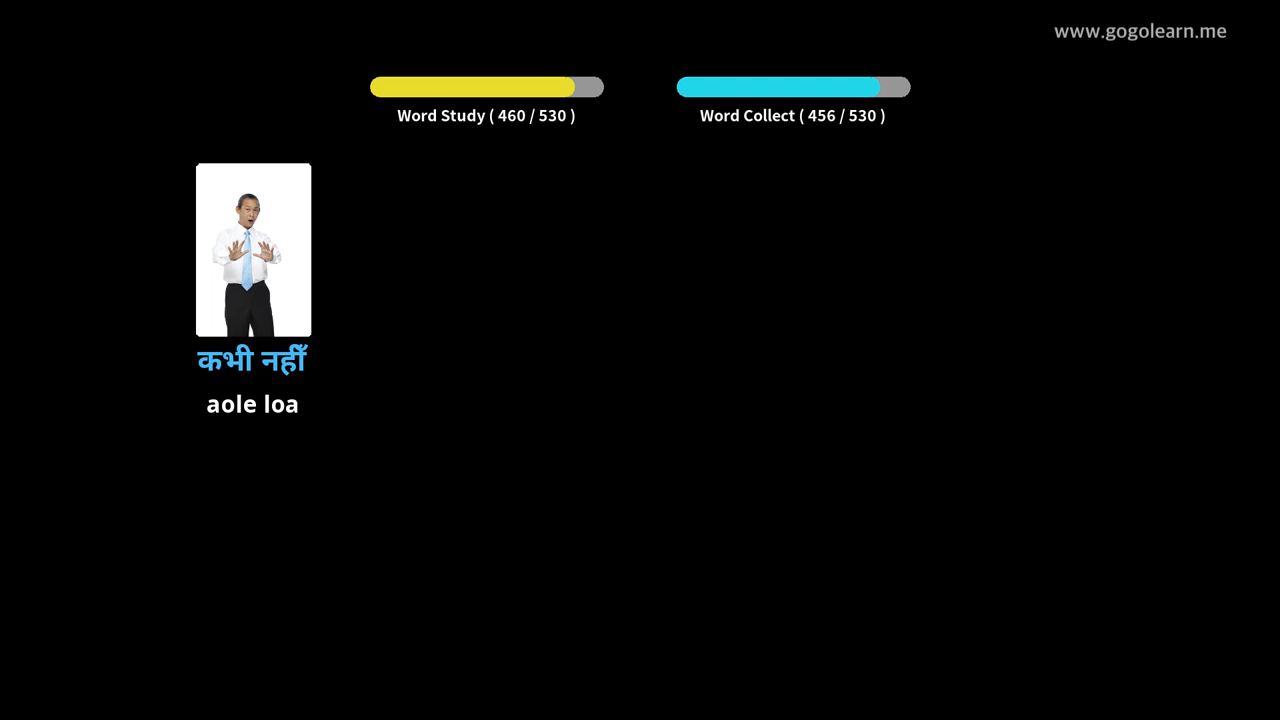 www.gogolearn.me
Word Study ( 460 / 530 )
Word Collect ( 456 / 530 )
कभी नहीँ
aole loa